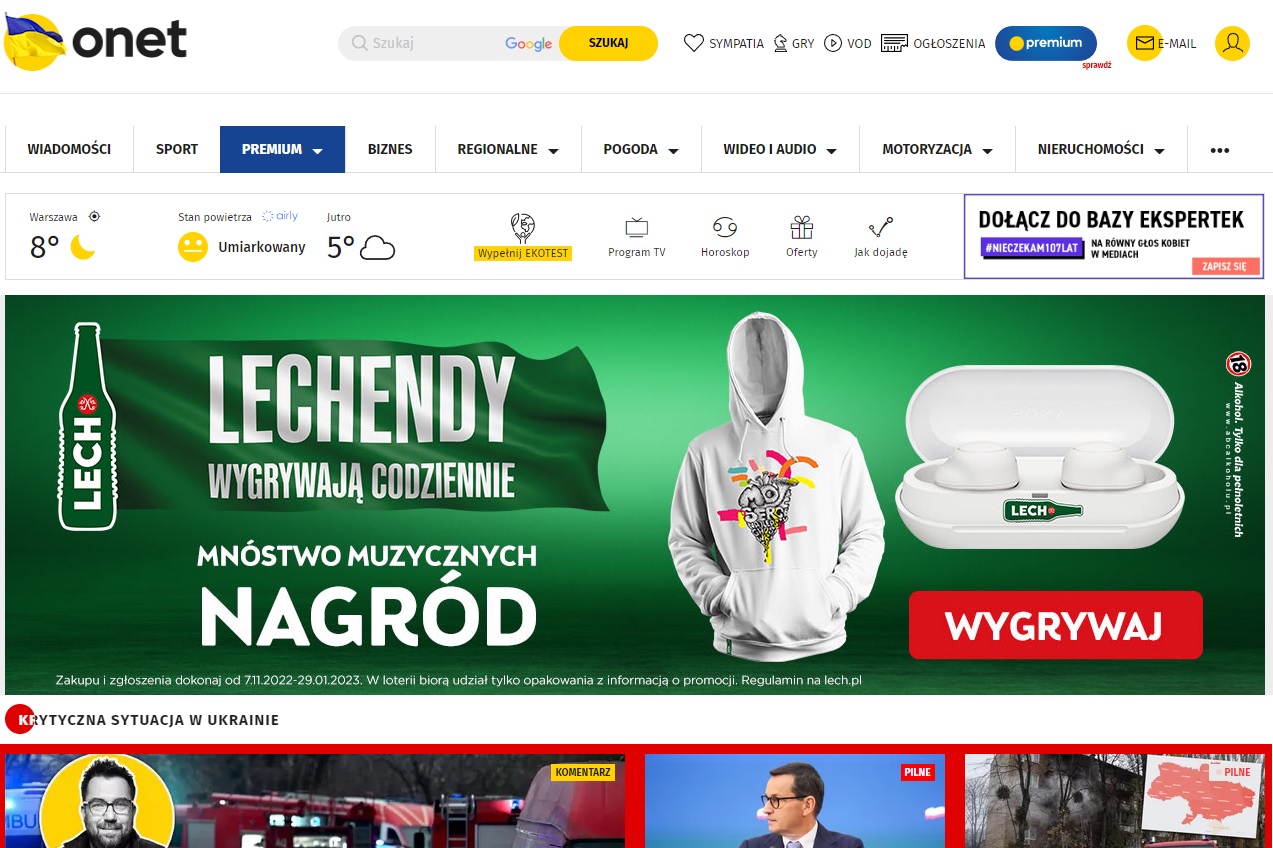 onet
Szukaj
Google
SZUKAJ
SYMPATIA
GRY
VOD
OGŁOSZENIA
premium
sprawdź
E-MAIL
WIADOMOŚCI
SPORT
PREMIUM
BIZNES
REGIONALNE
POGODA
WIDEO I AUDIO
MOTORYZACJA
NIERUCHOMOŚCI
Warszawa
8°
Stan powietrza
airly
Umiarkowany
Jutro
5°
Wypełnij EKOTEST
Program TV
Horoskop
Oferty
Jak dojadę
DOŁĄCZ DO BAZY EKSPERTEK
#NIECZEKAM107LAT
NA RÓWNY GŁOS KOBIET
W MEDIACH
ZAPISZ SIĘ
LECH
LECHENDY
WYGRYWAJĄ CODZIENNIE
MNÓSTWO MUZYCZNYCH
NAGRÓD
LECH
WYGRYWAJ
18
Alkohol. Tylko dla pełnoletnich
www.abcalkoholu.pl
Zakupu i zgłoszenia dokonaj od 7.11.2022-29.01.2023. W loterii biorą udział tylko opakowania z informacją o promocji. Regulamin na lech.pl
KRYTYCZNA SYTUACJA W UKRAINIE
KOMENTARZ
PILNE
PILNE